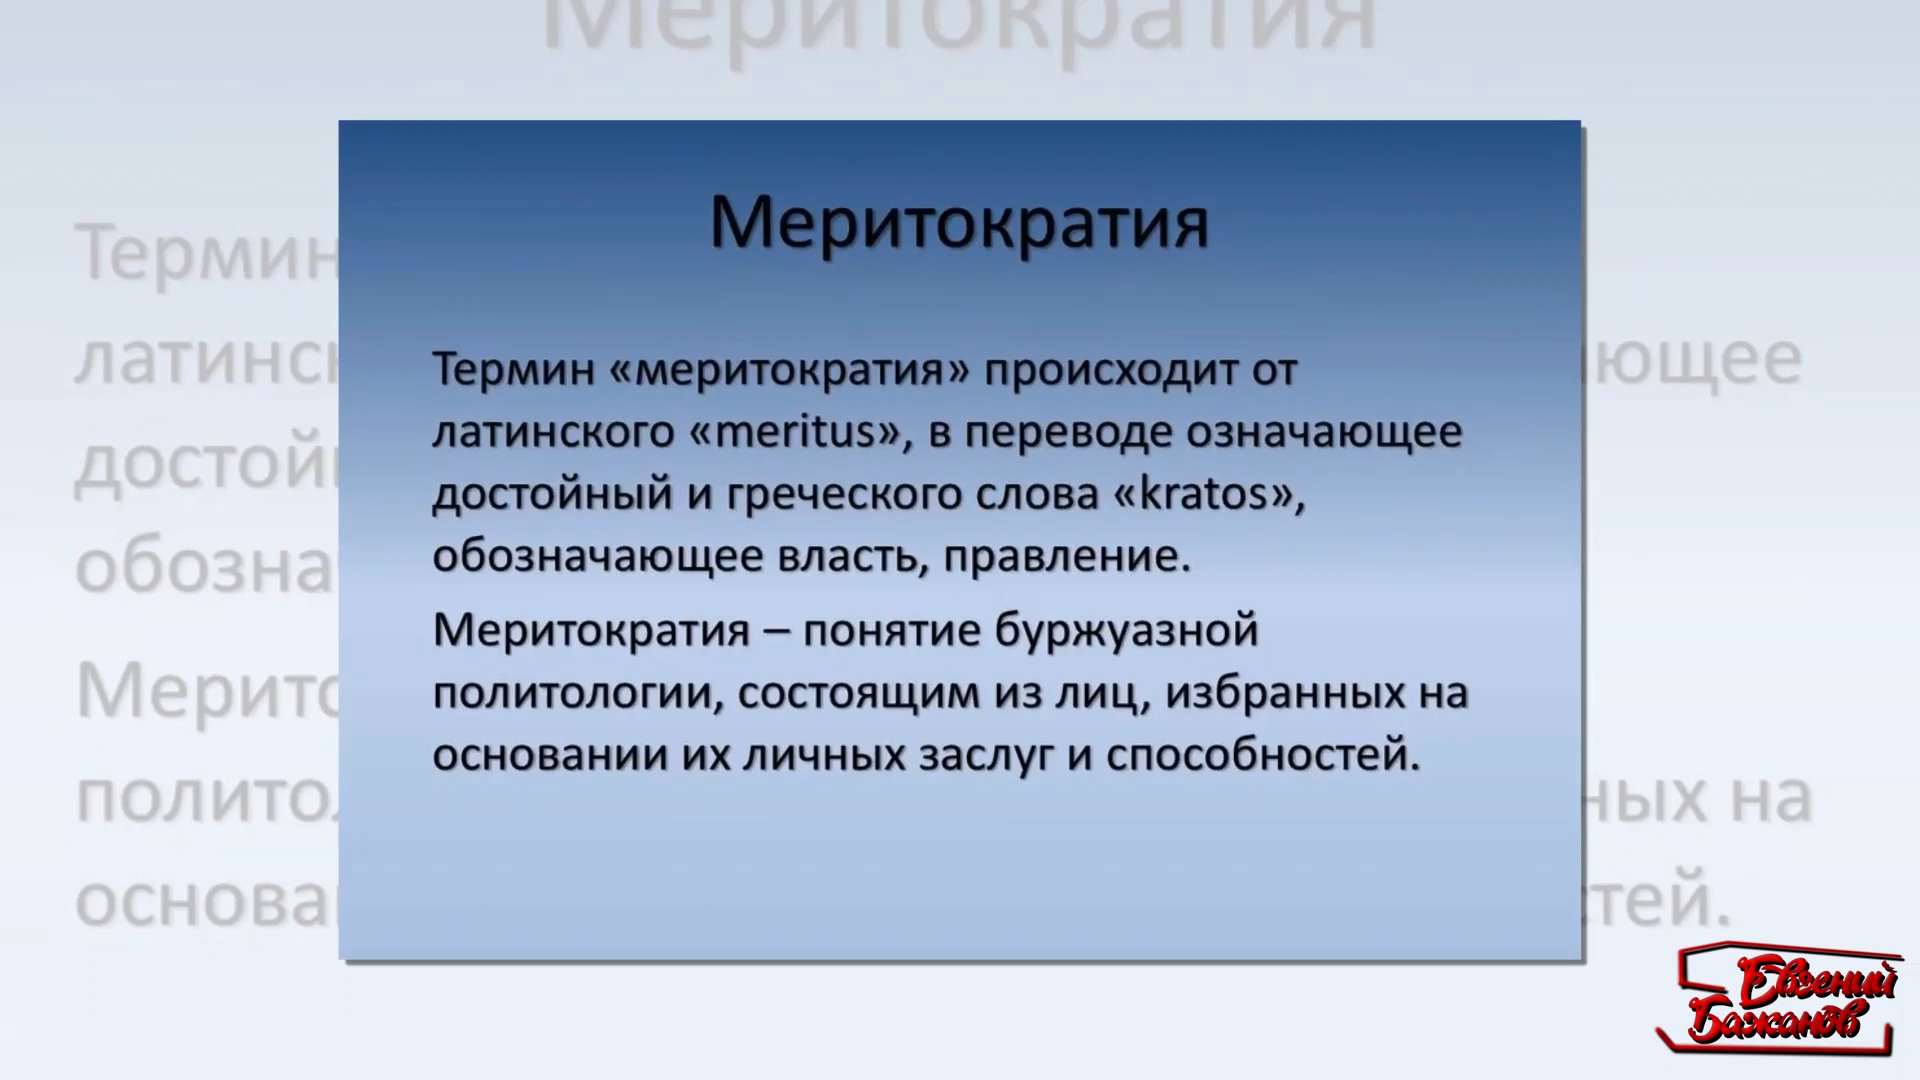 Меритократия
Термин «меритократия» происходит от
латинского «meritus», в переводе означающее
достойный и греческого слова «kratos»,
обозначающее власть, правление.
Меритократия – понятие буржуазной
политологии, состоящим из лиц, избранных на
основании их личных заслуг и способностей.
Евгений
Бажанов